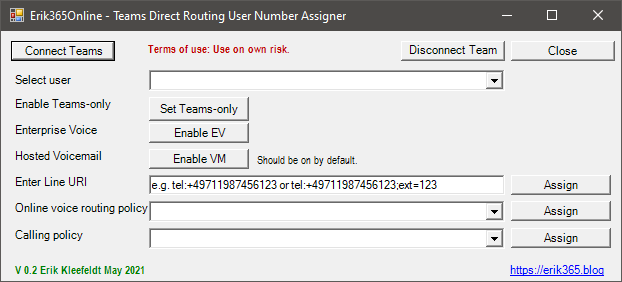 Erik365Online - Teams Direct Routing User Number Assigner
Connect Teams Terms of use: Use on own risk. Disconnect Team Close
Select user
Enable Teams-only Set Teams-only
Enterprise Voice Enable EV
Hosted Voicemail Enable VM Should be on by default.
Enter Line URI e.g. tel:+49711987456123 or tel:+49711987456123;ext=123 Assign
Online voice routing policy Assign
Calling policy Assign
V 0.2 Erik Kleefeldt May 2021 https://erik365.blog